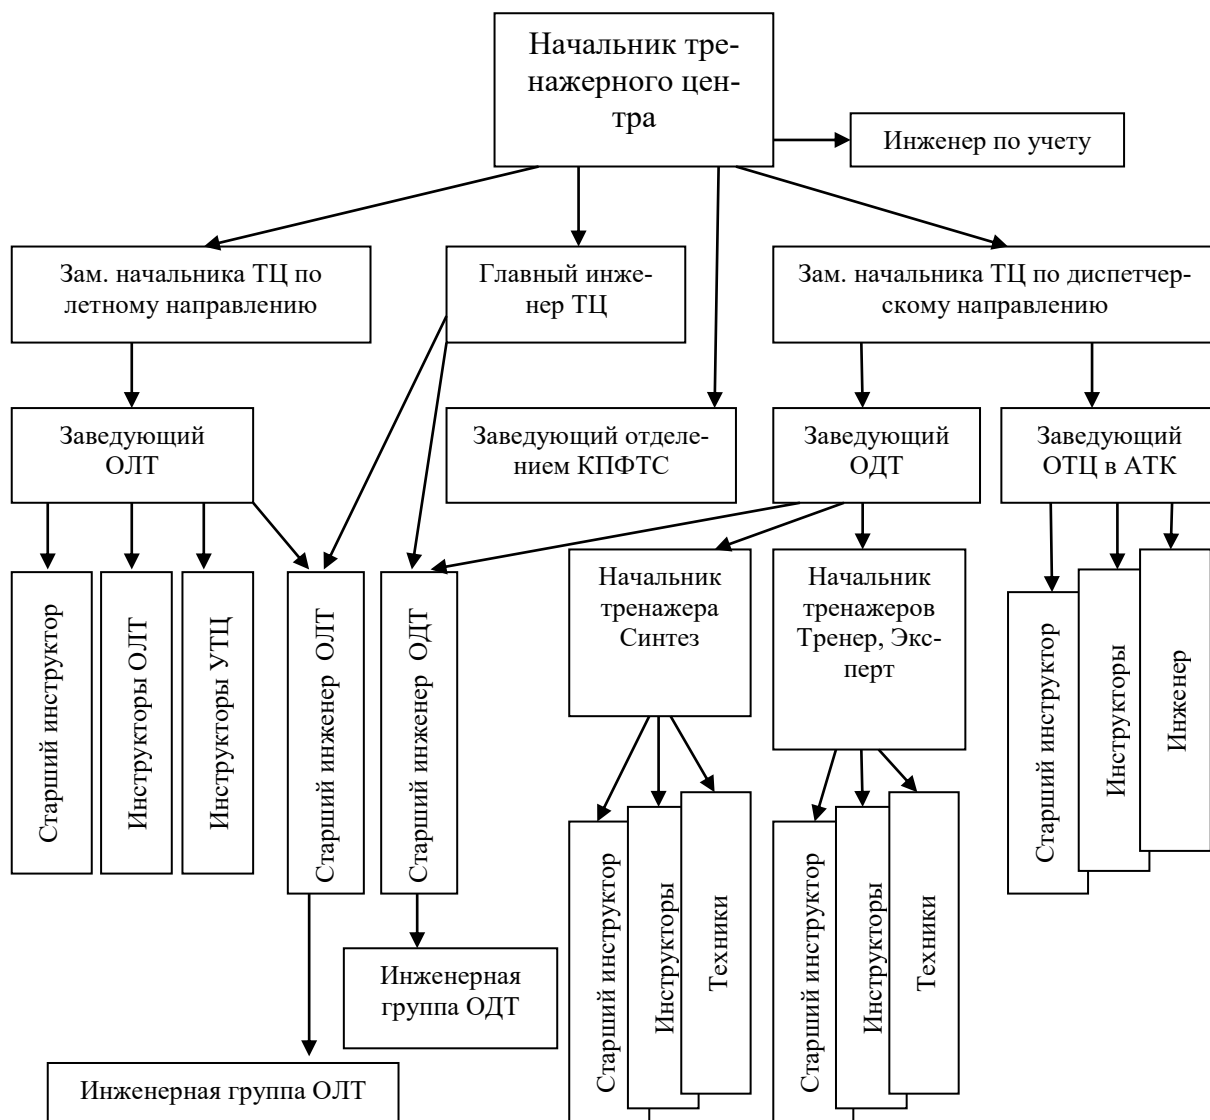 Начальник тре-
нажерного цен-
тра
Инженер по учету
Зам. начальника ТЦ по
летному направлению
Главный инже-
нер ТЦ
Зам. начальника ТЦ по диспетчер-
скому направлению
Заведующий
ОЛТ
Заведующий отделе-
нием КПФТС
Заведующий
ОДТ
Заведующий
ОТЦ в АТК
Старший инструктор
Инструкторы ОЛТ
Инструкторы УТЦ
Старший инженер ОЛТ
Старший инженер ОДТ
Начальник
тренажера
Синтез
Начальник
тренажеров
Тренер, Экс-
перт
Старший инструктор
Инструкторы
Инженер
Старший инструктор
Инструкторы
Техники
Старший инструктор
Инструкторы
Техники
Инженерная
группа ОДТ
Инженерная группа ОЛТ